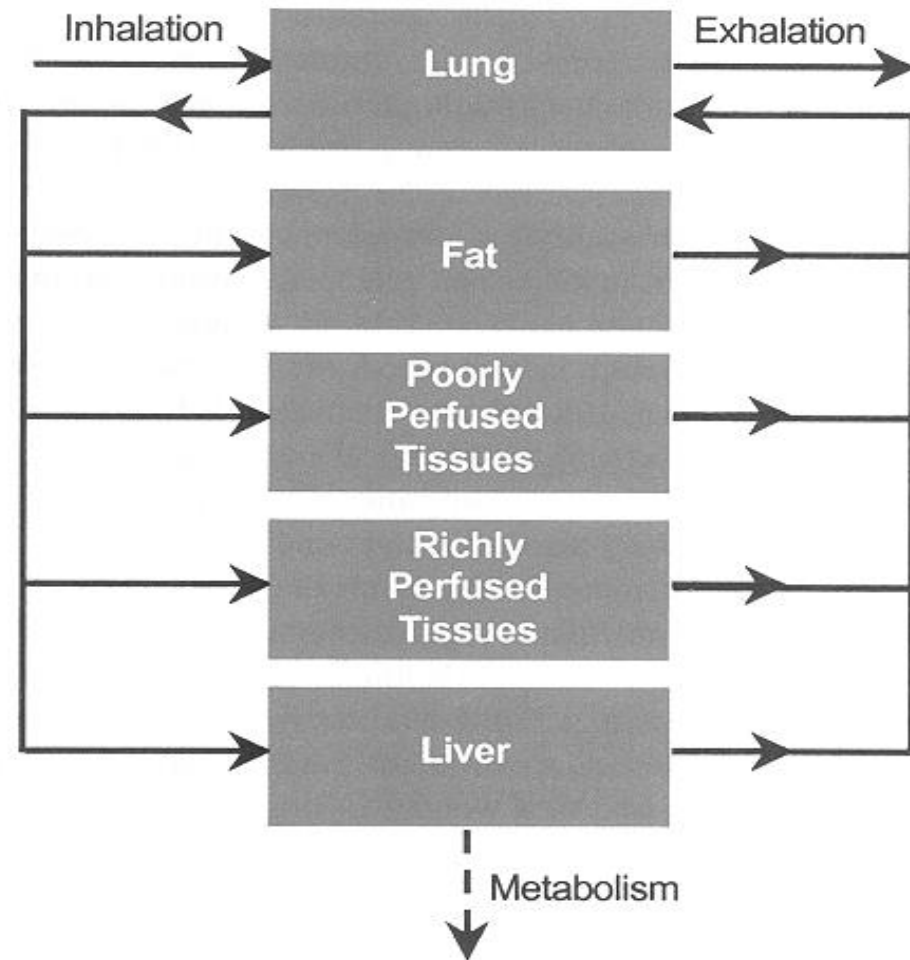 Inhalation
Exhalation
Lung
Fat
Poorly
Perfused
Tissues
Richly
Perfused
Tissues
Liver
Metabolism